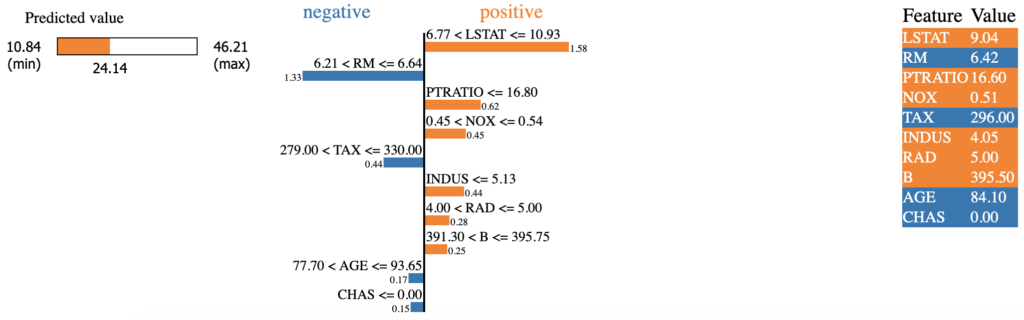 Predicted value
10.84
(min)
46.21
(max)
24.14
negative
positive
6.77 < LSTAT <= 10.93
1.58
6.21 < RM <= 6.64
1.33
PTRATIO <= 16.80
0.62
0.45 < NOX <= 0.54
0.45
279.00 < TAX <= 330.00
0.44
INDUS <= 5.13
0.44
4.00 < RAD <= 5.00
0.28
391.30 < B <= 395.75
0.25
77.70 < AGE <= 93.65
0.17
CHAS <= 0.00
0.15
Feature Value
LSTAT 9.04
RM 6.42
PTRATIO 16.60
NOX 0.51
TAX 296.00
INDUS 4.05
RAD 5.00
B 395.50
AGE 84.10
CHAS 0.00